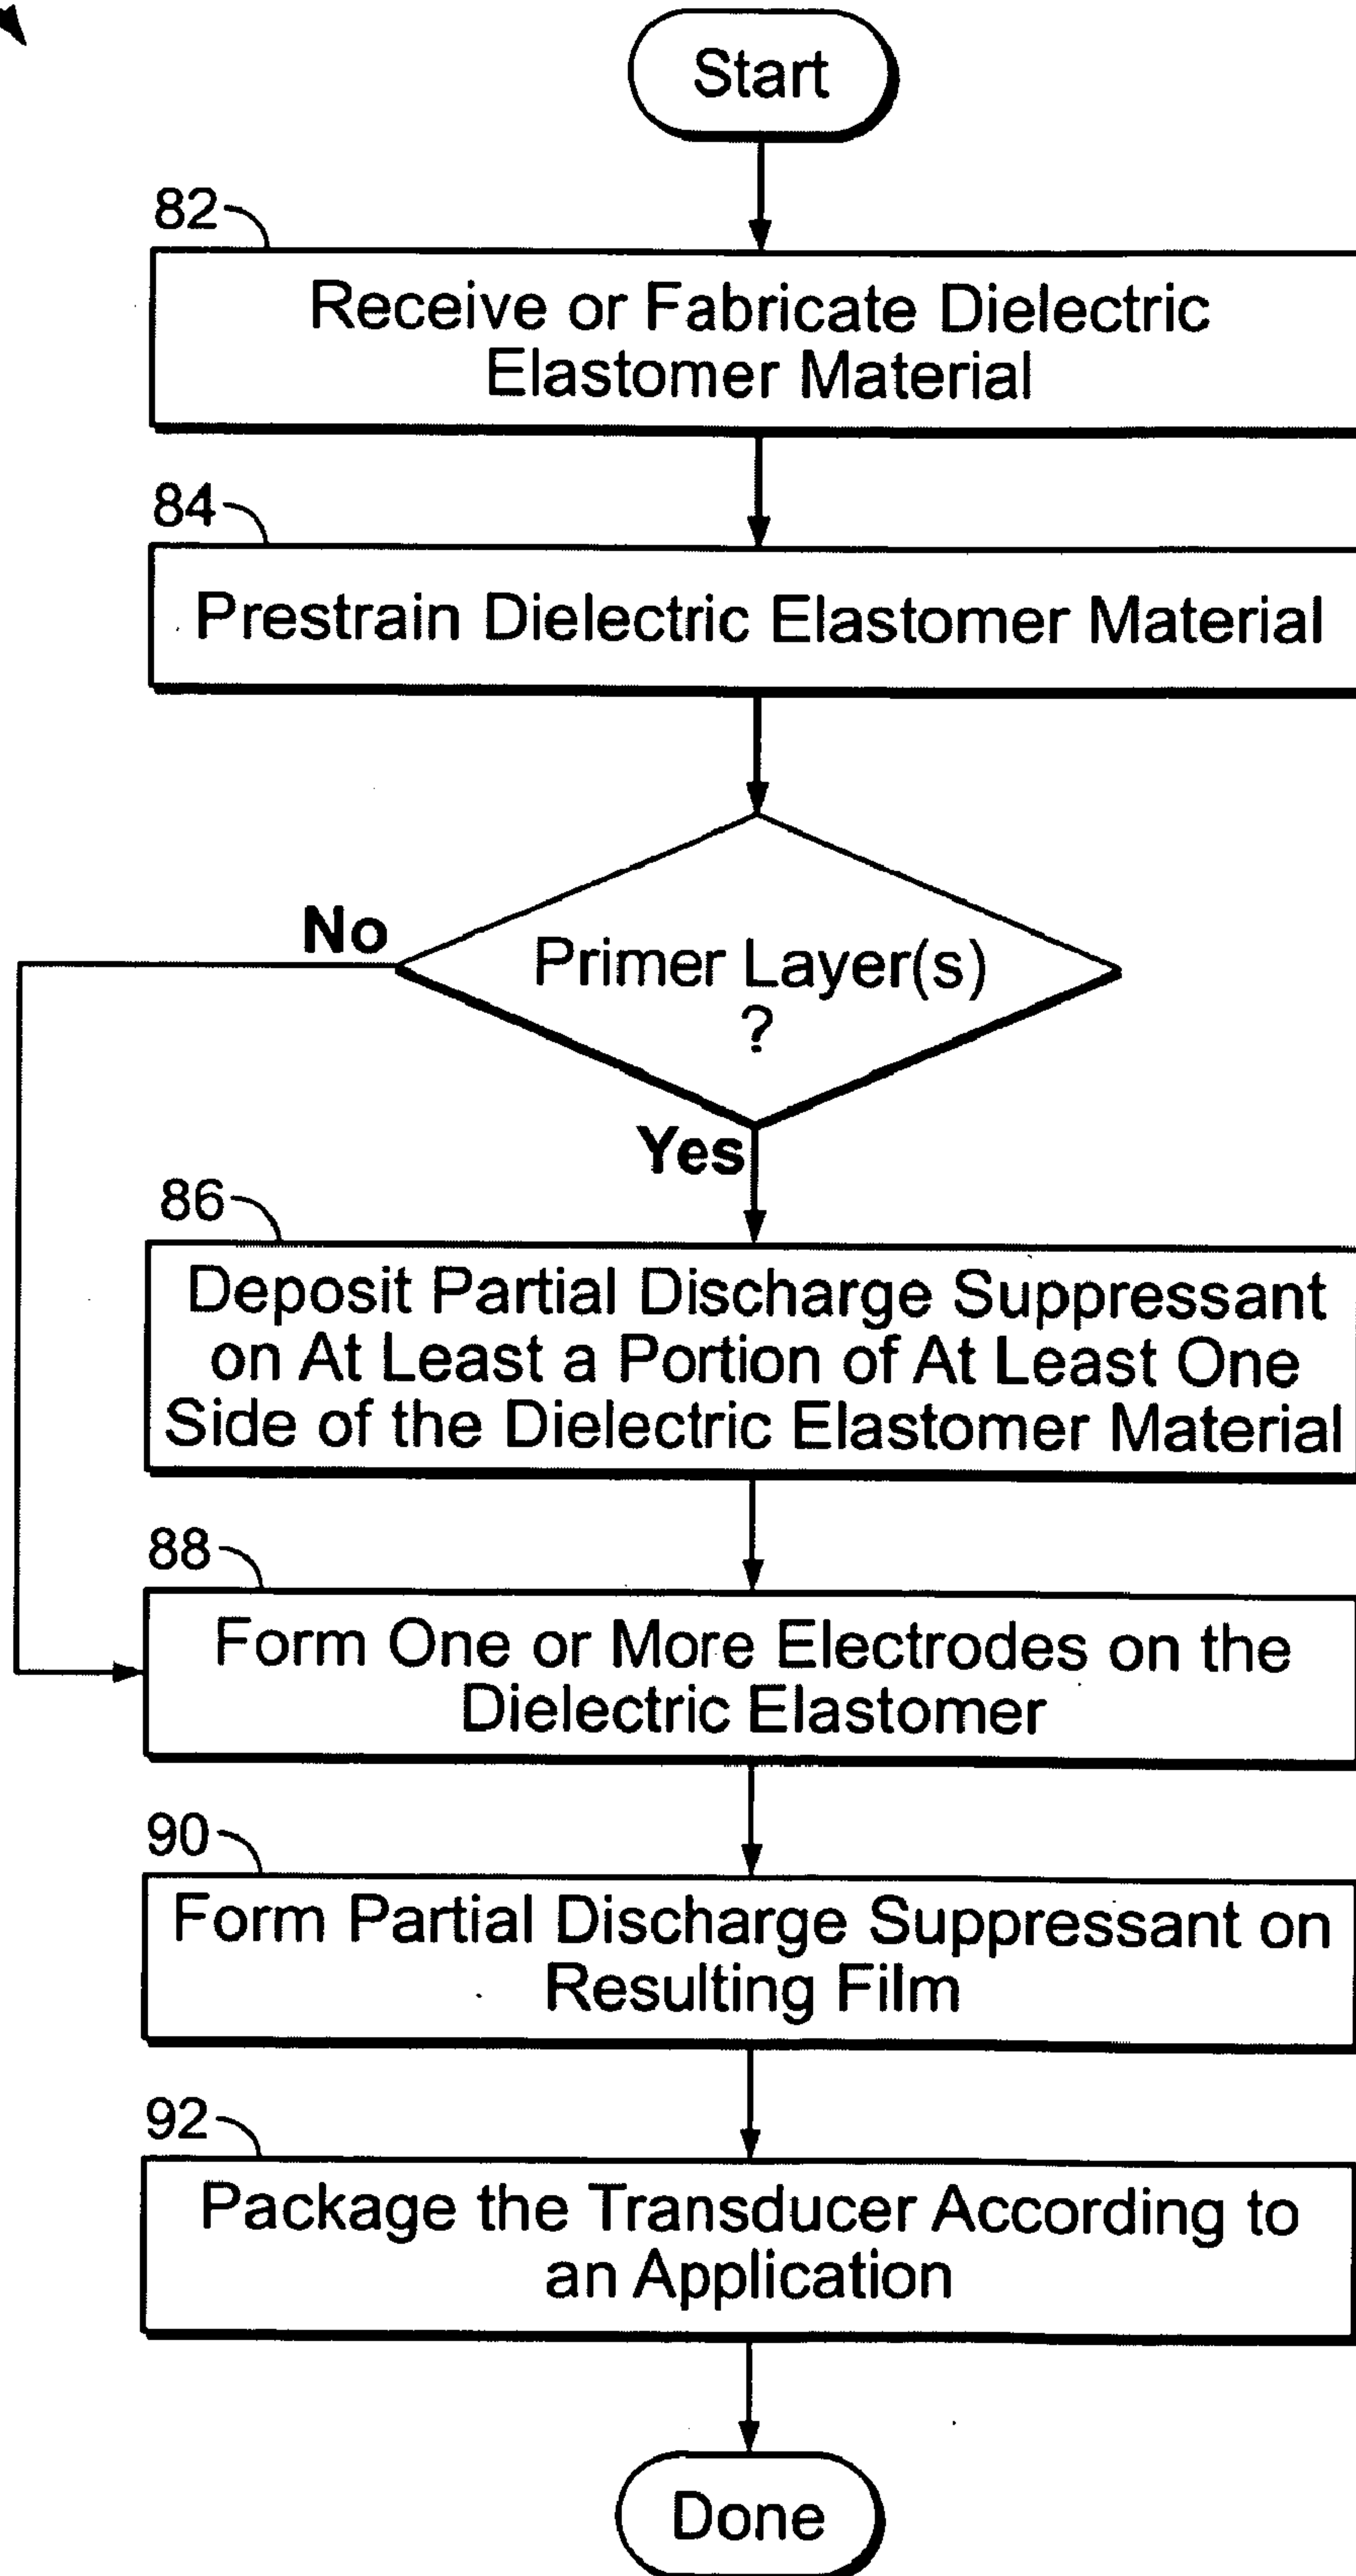 Start
82
Receive or Fabricate Dielectric
Elastomer Material
84
Prestrain Dielectric Elastomer Material
No
Primer Layer(s)
?
Yes
86
Deposit Partial Discharge Suppressant
on At Least a Portion of At Least One
Side of the Dielectric Elastomer Material
88
Form One or More Electrodes on the
Dielectric Elastomer
90
Form Partial Discharge Suppressant on
Resulting Film
92
Package the Transducer According to
an Application
Done